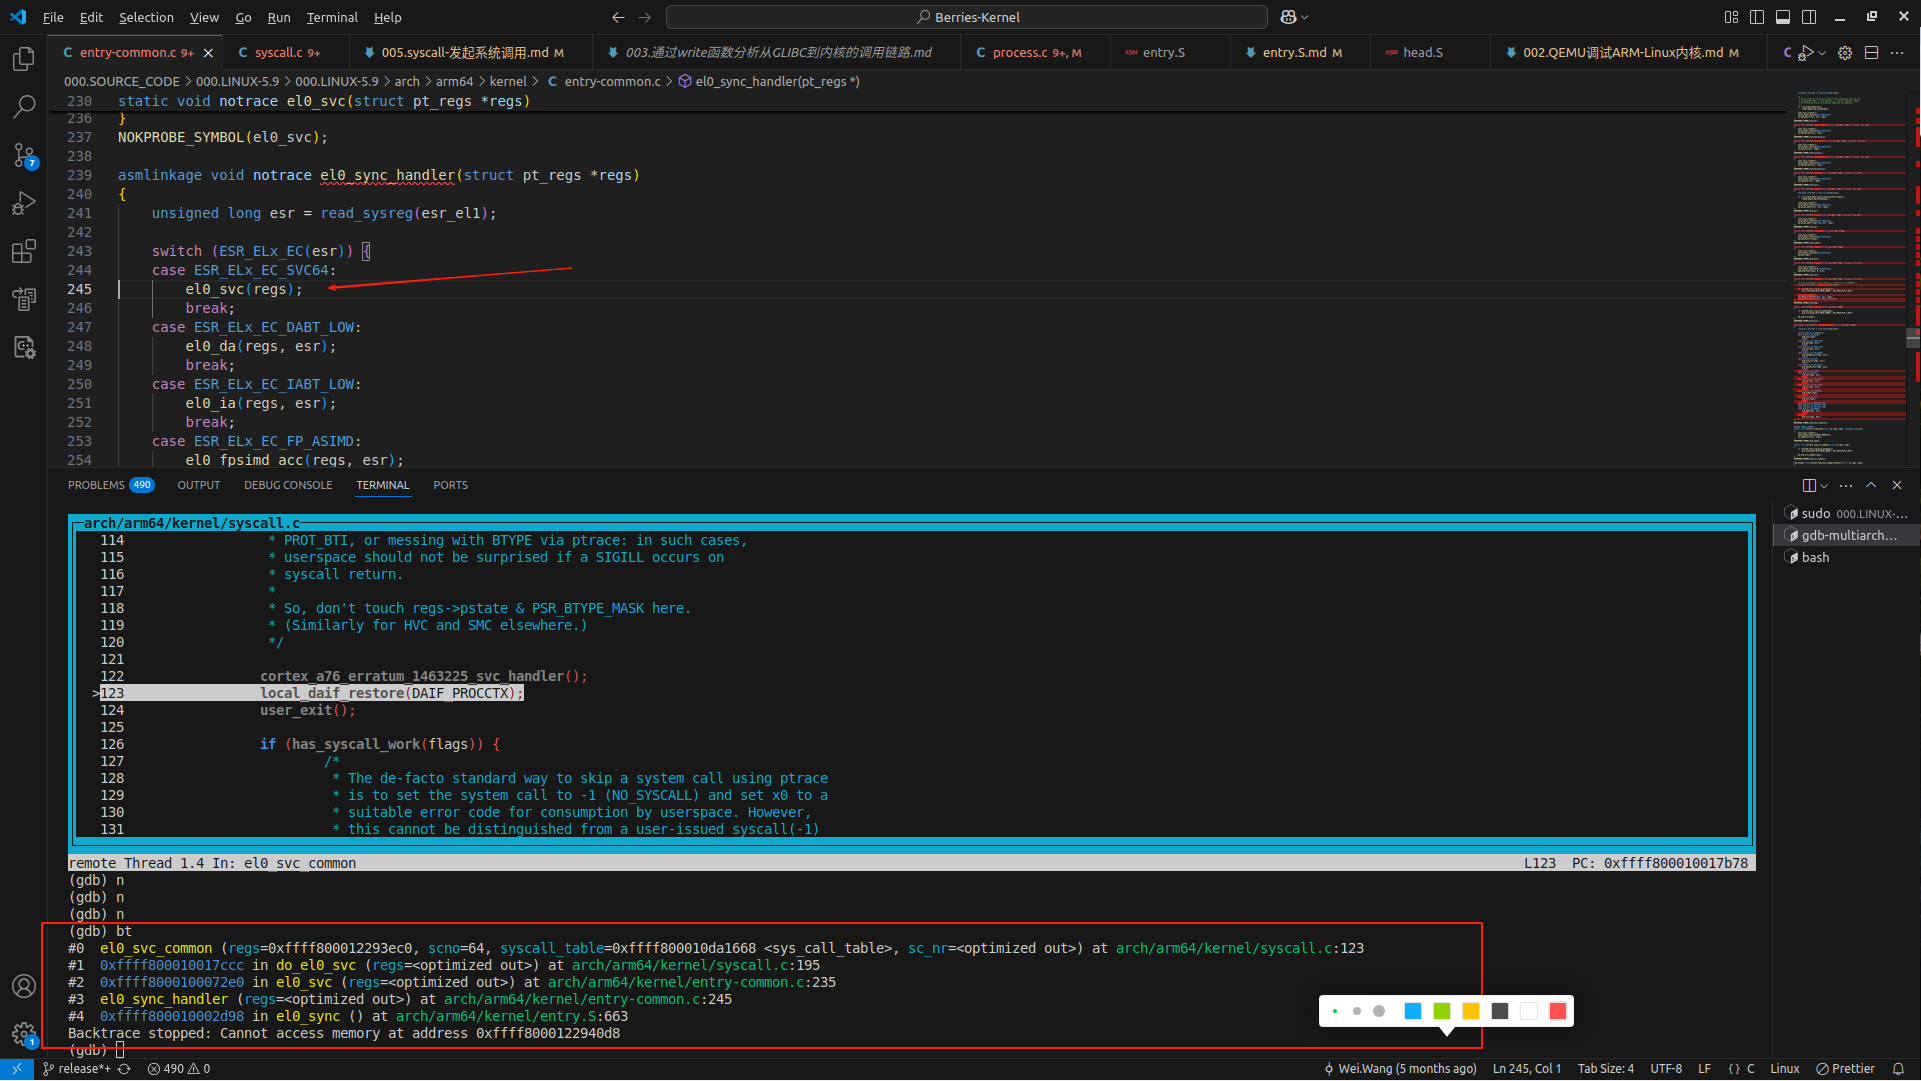 File Edit Selection View Go Run Terminal Help
Berries-Kernel
C entry-common.c 9+ C syscall.c 9+ 005.syscall-发起系统调用.md M 003.通过write函数分析从GLIBC到内核的调用链路.md C process.c 9+, M ASM entry.S entry.S.md M ASM head.S 002.QEMU调试ARM-Linux内核.md M C
000.SOURCE_CODE > 000.LINUX-5.9 > 000.LINUX-5.9 > arch > arm64 > kernel > C entry-common.c > el0_sync_handler(pt_regs *)
230 static void notrace el0_svc(struct pt_regs *regs)
236 }
237 NOKPROBE_SYMBOL(el0_svc);
238
239 asmlinkage void notrace el0_sync_handler(struct pt_regs *regs)
240 {
241 unsigned long esr = read_sysreg(esr_el1);
242
243 switch (ESR_ELx_EC(esr)) {
244 case ESR_ELx_EC_SVC64:
245 el0_svc(regs);
246 break;
247 case ESR_ELx_EC_DABT_LOW:
248 el0_da(regs, esr);
249 break;
250 case ESR_ELx_EC_IABT_LOW:
251 el0_ia(regs, esr);
252 break;
253 case ESR_ELx_EC_FP_ASIMD:
254 el0_fpsimd_acc(regs, esr);
7
PROBLEMS 490 OUTPUT DEBUG CONSOLE TERMINAL PORTS
sudo 000.LINUX-...
gdb-multiarch...
bash
arch/arm64/kernel/syscall.c
114 * PROT_BTI, or messing with BTYPE via ptrace: in such cases,
115 * userspace should not be surprised if a SIGILL occurs on
116 * syscall return.
117 *
118 * So, don't touch regs->pstate & PSR_BTYPE_MASK here.
119 * (Similarly for HVC and SMC elsewhere.)
120 */
121
122 cortex_a76_erratum_1463225_svc_handler();
>123 local_daif_restore(DAIF_PROCCTX);
124 user_exit();
125
126 if (has_syscall_work(flags)) {
127 /*
128 * The de-facto standard way to skip a system call using ptrace
129 * is to set the system call to -1 (NO_SYSCALL) and set x0 to a
130 * suitable error code for consumption by userspace. However,
131 * this cannot be distinguished from a user-issued syscall(-1)
remote Thread 1.4 In: el0_svc_common L123 PC: 0xffff800010017b78
(gdb) n
(gdb) n
(gdb) n
(gdb) bt
#0 el0_svc_common (regs=0xffff800012293ec0, scno=64, syscall_table=0xffff800010da1668 <sys_call_table>, sc_nr=<optimized out>) at arch/arm64/kernel/syscall.c:123
#1 0xffff800010017ccc in do_el0_svc (regs=<optimized out>) at arch/arm64/kernel/syscall.c:195
#2 0xffff8000100072e0 in el0_svc (regs=<optimized out>) at arch/arm64/kernel/entry-common.c:235
#3 el0_sync_handler (regs=<optimized out>) at arch/arm64/kernel/entry-common.c:245
#4 0xffff800010002d98 in el0_sync () at arch/arm64/kernel/entry.S:663
Backtrace stopped: Cannot access memory at address 0xffff8000122940d8
(gdb)
1
release*+ 490 0 Wei.Wang (5 months ago) Ln 245, Col 1 Tab Size: 4 UTF-8 LF { } C Linux Prettier